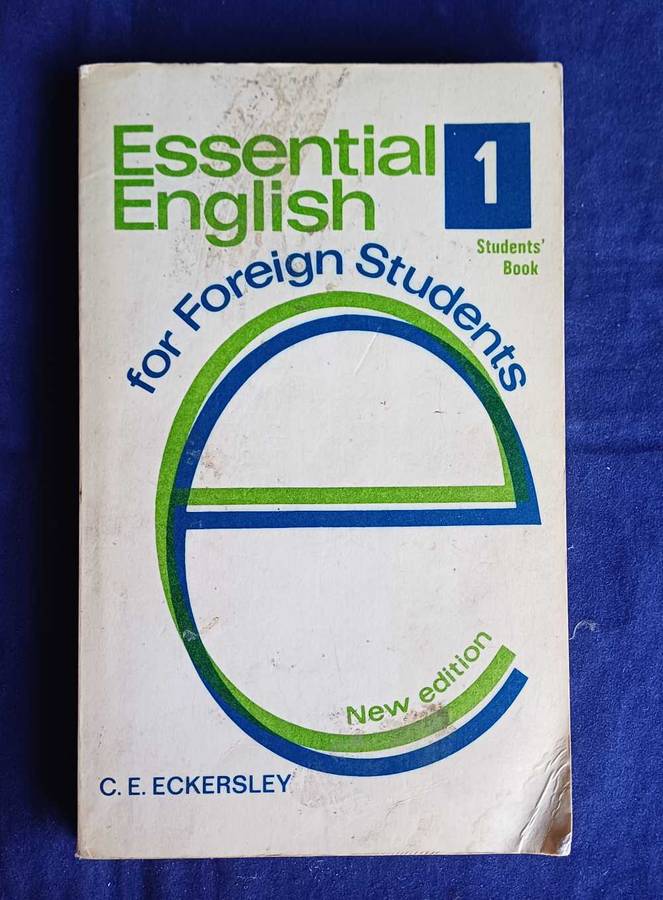 Essential
English
1
Students'
Book
for Foreign Students
New edition
C. E. ECKERSLEY